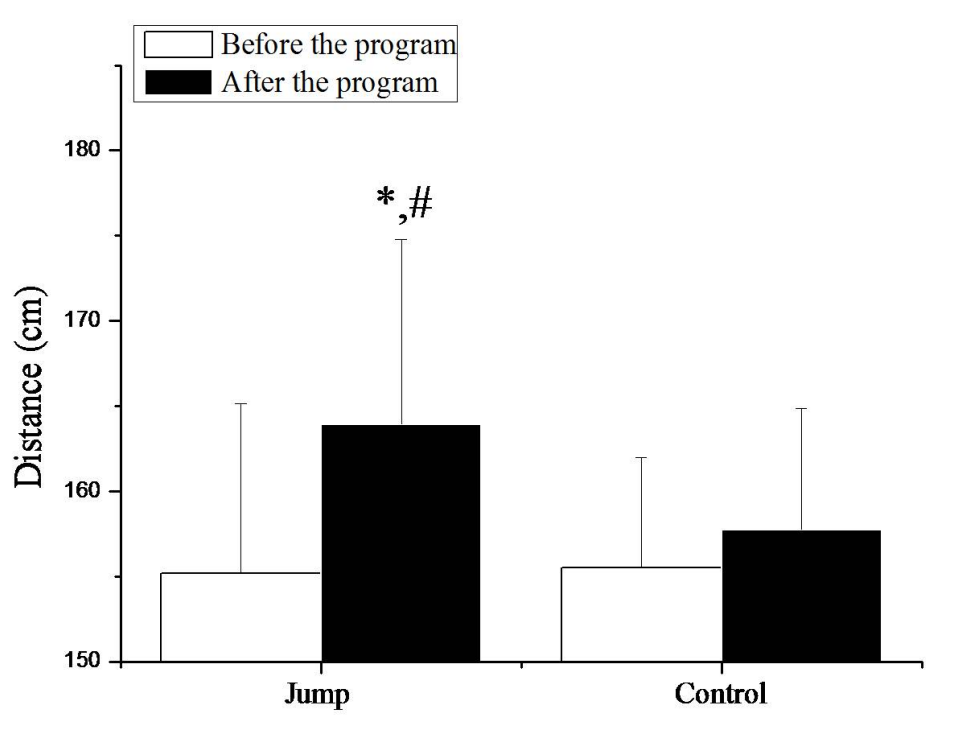 Before the program
After the program
180
*,#
170
160
150
Distance (cm)
Jump
Control